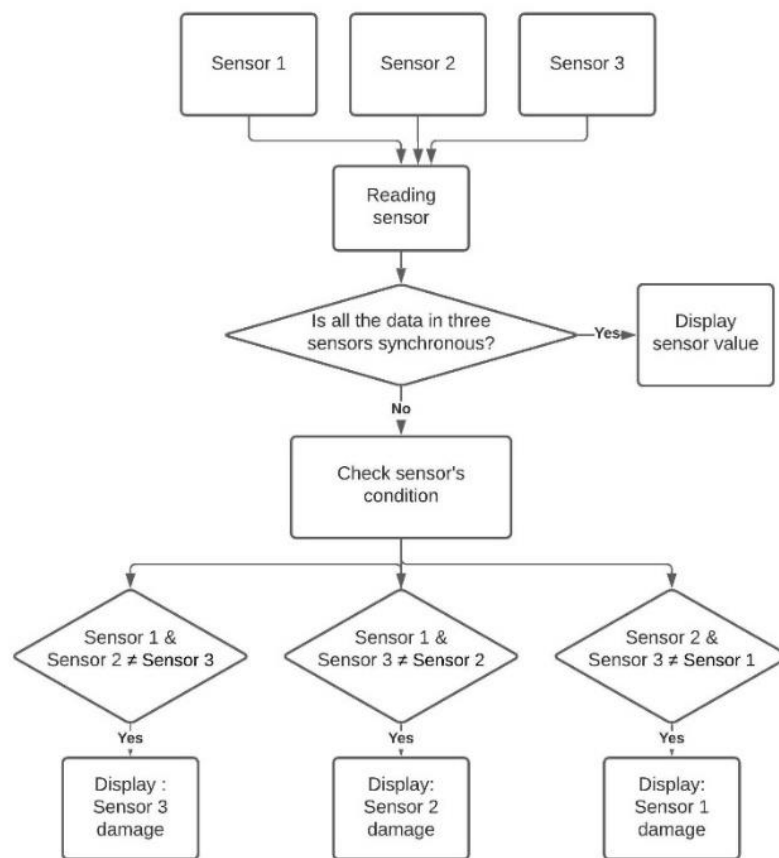 Sensor 1
Sensor 2
Sensor 3
Reading
sensor
Is all the data in three
sensors synchronous?
Yes
Display
sensor value
No
Check sensor's
condition
Sensor 1 &
Sensor 2 ≠ Sensor 3
Sensor 1 &
Sensor 3 ≠ Sensor 2
Sensor 2 &
Sensor 3 ≠ Sensor 1
Yes
Yes
Yes
Display :
Sensor 3
damage
Display:
Sensor 2
damage
Display:
Sensor 1
damage